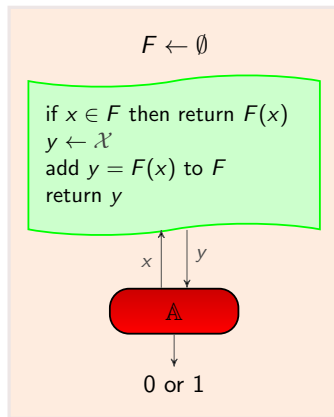 F ← ∅
if x ∈ F then return F(x)
y ← 𝒳
add y = F(x) to F
return y
x y
𝔸
0 or 1